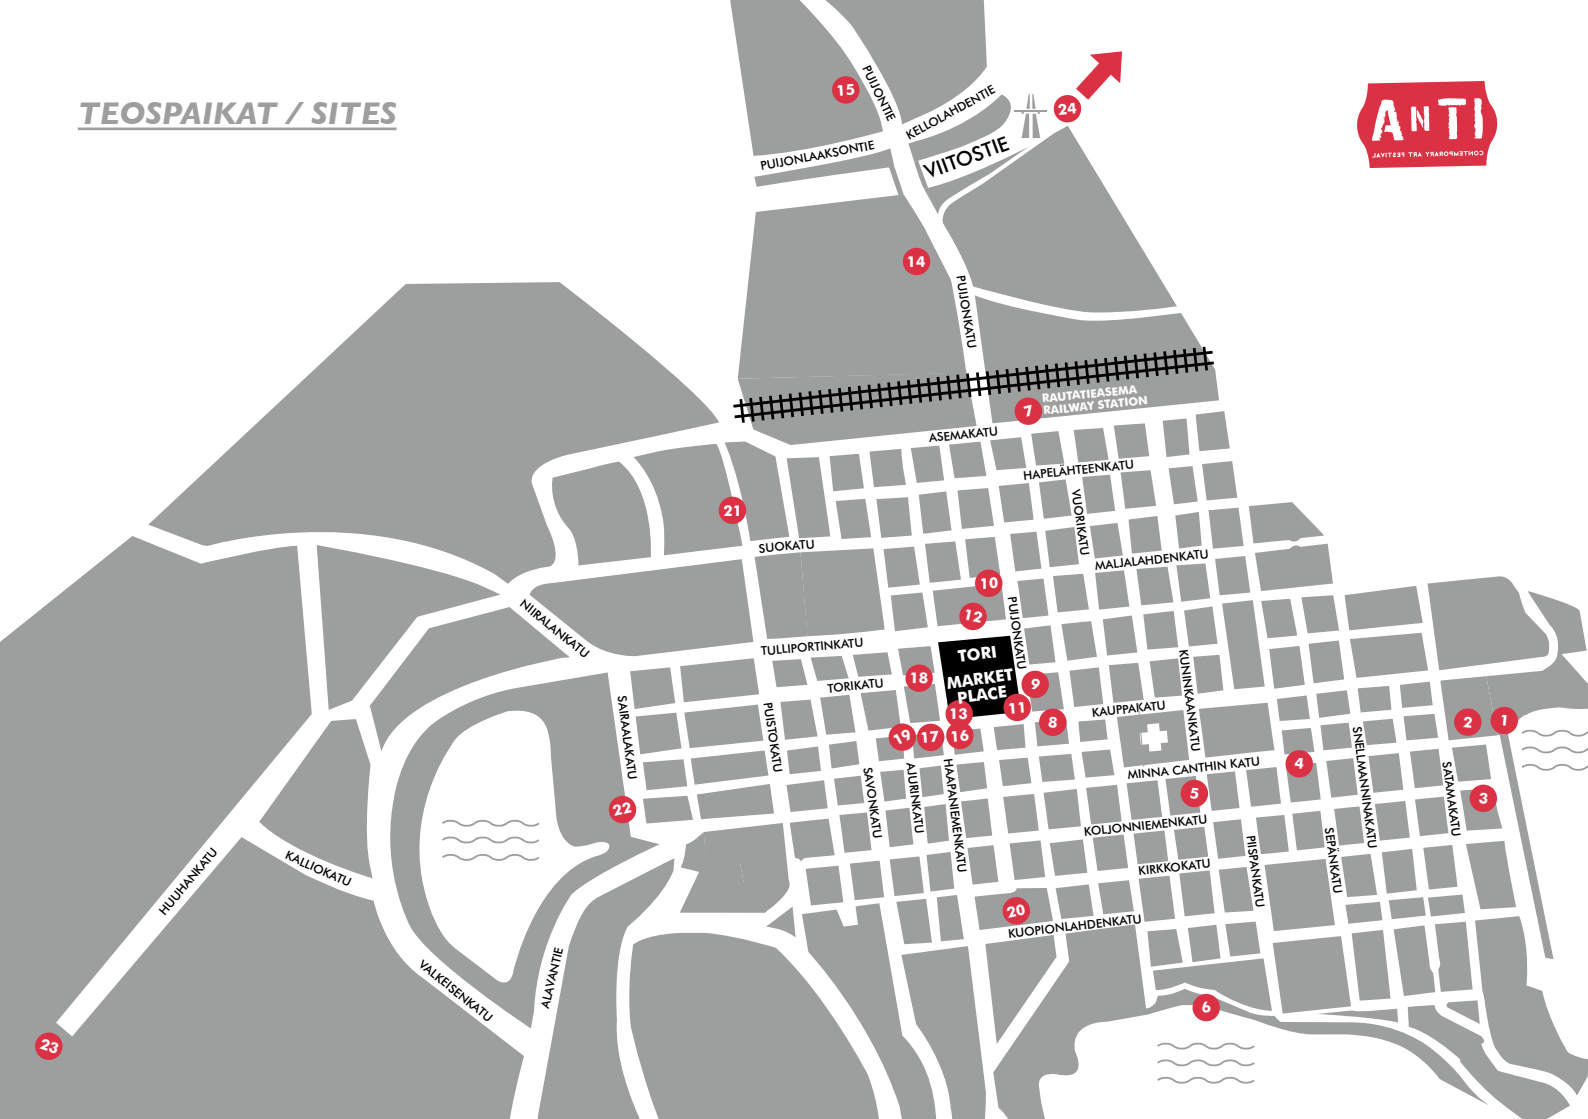 TEOSPAIKAT / SITES
ANTI
CONTEMPORARY ART FESTIVAL
15
PUIJONTIE
KELLOLAHDENTIE
24
PUIJONLAAKSONTIE
VIITOSTIE
14
PUIJONKATU
7
RAUTATIEASEMA
RAILWAY STATION
ASEMAKATU
HAPELÄHTEENKATU
VUORIKATU
21
SUOKATU
MALJALAHDENKATU
10
12
PUIJONKATU
NIIRALANKATU
TULLIPORTINKATU
TORI
MARKET
PLACE
18
9
TORIKATU
KUNINKAANKATU
SAIRAALAKATU
PUISTOKATU
13
11
8
KAUPPAKATU
2
1
19
17
16
SNELLMANNINKATU
MINNA CANTHIN KATU
4
SATAMAKATU
SAVONKATU
AJURINKATU
HAAPANIEMENKATU
5
3
22
KOLJONNIEMENKATU
PIISPANKATU
SEPÄNKATU
KIRKKOKATU
KALLIOKATU
HUUHANKATU
20
KUOPIONLAHDENKATU
ALAVANTIE
VALKEISENKATU
6
23